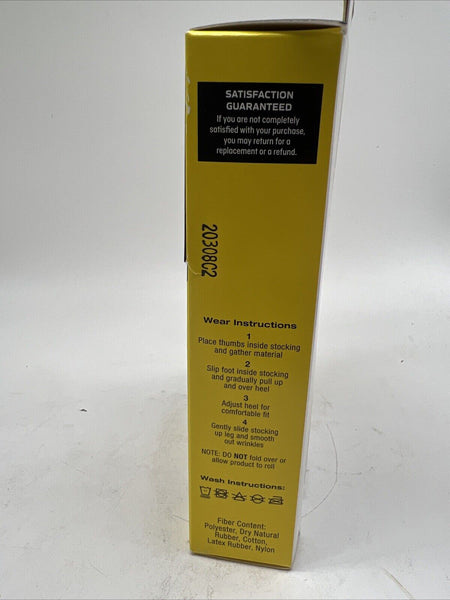 SATISFACTION
GUARANTEED
If you are not completely
satisfied with your purchase,
you may return for a
replacement or a refund.
20308C2
Wear Instructions
1
Place thumbs inside stocking
and gather material
2
Slip foot inside stocking
and gradually pull up
and over heel
3
Adjust heel for
comfortable fit
4
Gently slide stocking
up leg and smooth
out wrinkles
NOTE: DO NOT fold over or
allow product to roll
Wash Instructions:
Fiber Content:
Polyester, Dry Natural
Rubber, Cotton,
Latex Rubber, Nylon